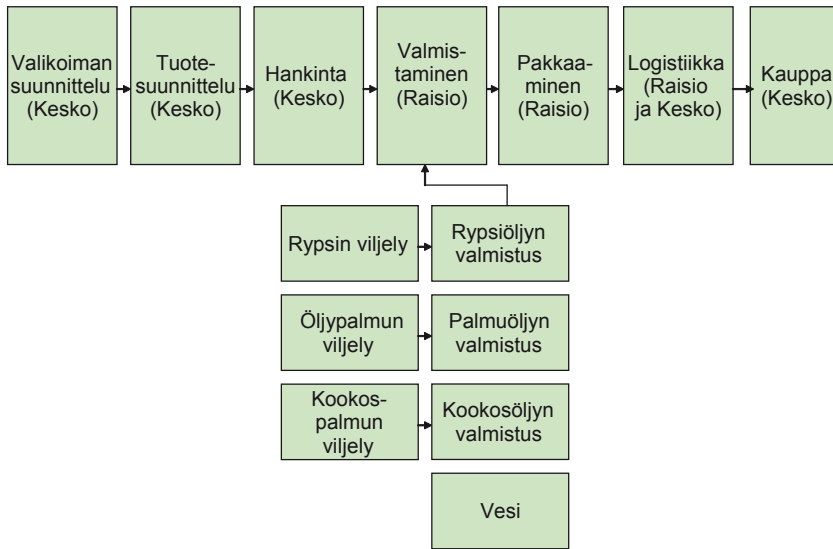 Valikoiman
suunnittelu
(Kesko)
Tuote-
suunnittelu
(Kesko)
Hankinta
(Kesko)
Valmis-
taminen
(Raisio)
Pakkaa-
minen
(Raisio)
Logistiikka
(Raisio
ja Kesko)
Kauppa
(Kesko)
Rypsin viljely
Rypsiöljyn
valmistus
Öljypalmun
viljely
Palmuöljyn
valmistus
Kookos-
palmun
viljely
Kookosöljyn
valmistus
Vesi